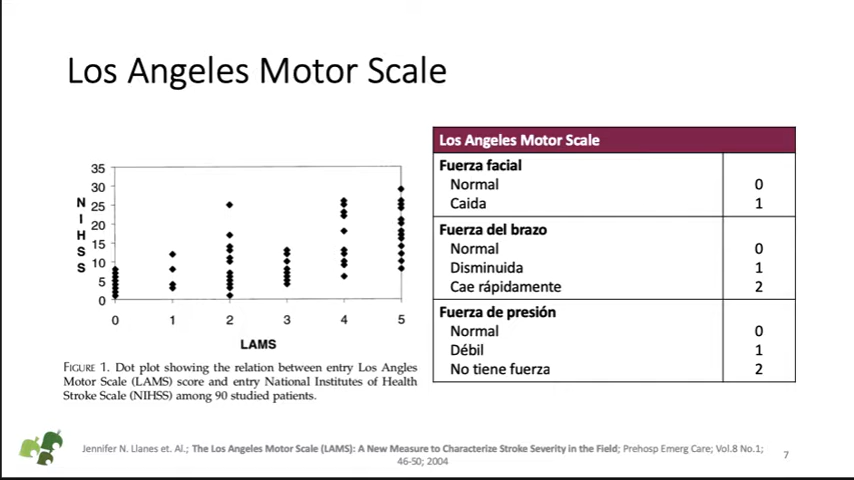 Los Angeles Motor Scale
35
30
25
20
15
10
5
0
N
I
H
S
S
0 1 2 3 4 5
LAMS
FIGURE 1. Dot plot showing the relation between entry Los Angles
Motor Scale (LAMS) score and entry National Institutes of Health
Stroke Scale (NIHSS) among 90 studied patients.
Los Angeles Motor Scale
Fuerza facial
Normal 0
Caida 1
Fuerza del brazo
Normal 0
Disminuida 1
Cae rápidamente 2
Fuerza de presión
Normal 0
Débil 1
No tiene fuerza 2
Jennifer N. Llanes et. Al.; The Los Angeles Motor Scale (LAMS): A New Measure to Characterize Stroke Severity in the Field; Prehosp Emerg Care; Vol.8 No.1;
46-50; 2004
7